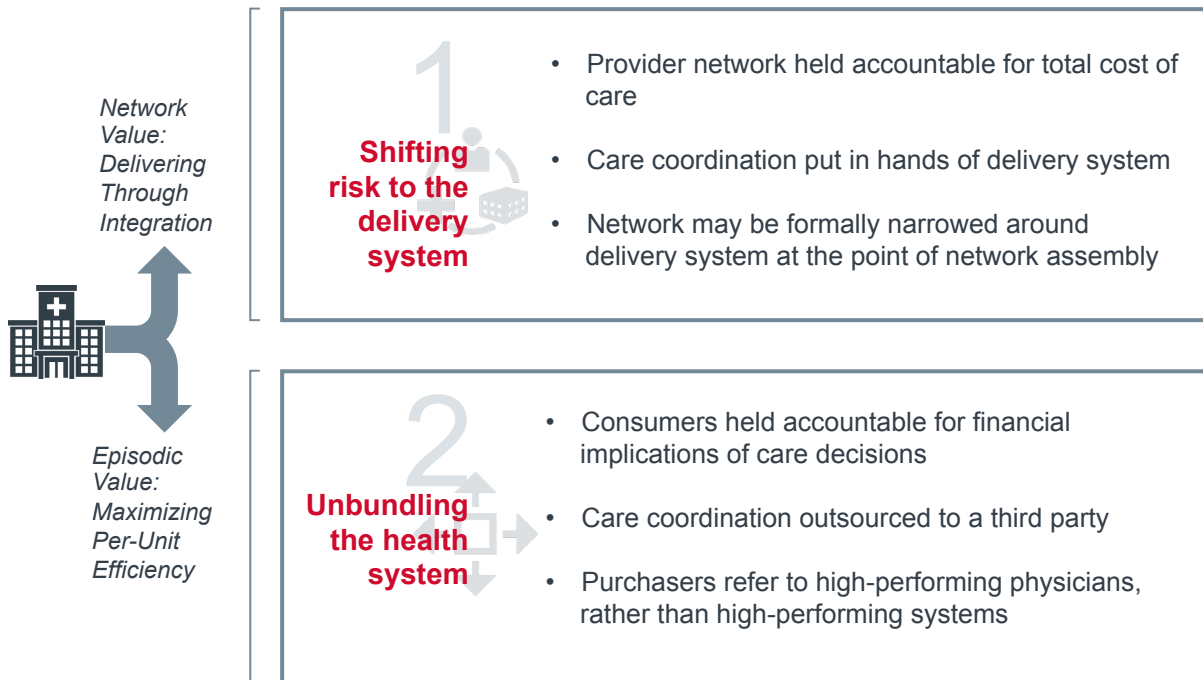 Network
Value:
Delivering
Through
Integration
1
Shifting
risk to the
delivery
system
• Provider network held accountable for total cost of
care
• Care coordination put in hands of delivery system
• Network may be formally narrowed around
delivery system at the point of network assembly
Episodic
Value:
Maximizing
Per-Unit
Efficiency
2
Unbundling
the health
system
• Consumers held accountable for financial
implications of care decisions
• Care coordination outsourced to a third party
• Purchasers refer to high-performing physicians,
rather than high-performing systems